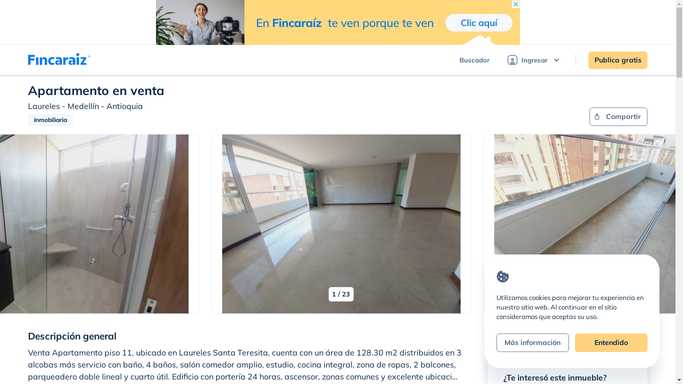 En Fincaraíz te ven porque te ven
Clic aquí
Fincaraíz
Buscador
Ingresar
Publica gratis
Apartamento en venta
Laureles - Medellín - Antioquia
Inmobiliaria
Compartir
1 / 23
Utilizamos cookies para mejorar tu experiencia en
nuestro sitio web. Al continuar en el sitio
consideramos que aceptas su uso.
Más información
Entendido
Descripción general
Venta Apartamento piso 11, ubicado en Laureles Santa Teresita, cuenta con un área de 128.30 m2 distribuidos en 3
alcobas más servicio con baño, 4 baños, salón comedor amplio, estudio, cocina integral, zona de ropas, 2 balcones,
parqueadero doble lineal y cuarto útil. Edificio con portería 24 horas, ascensor, zonas comunes y excelente ubicaci...
¿Te interesó este inmueble?